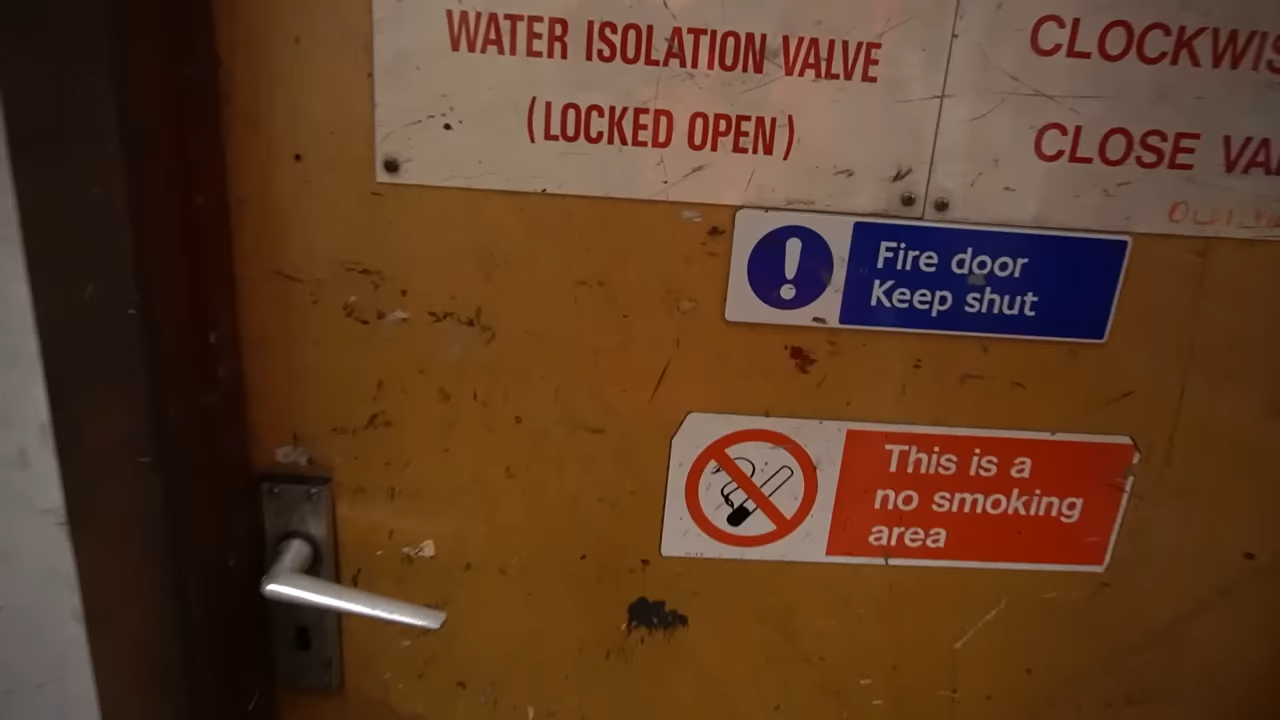 WATER ISOLATION VALVE
(LOCKED OPEN)
CLOCKWIS
CLOSE VA
Fire door
Keep shut
This is a
no smoking
area